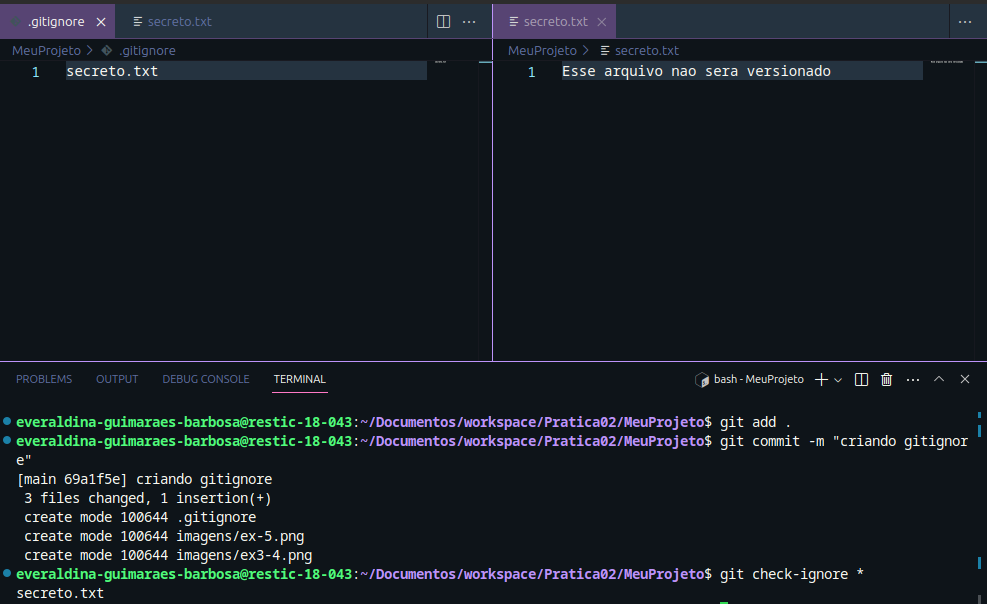 .gitignore
secreto.txt
secreto.txt
MeuProjeto > .gitignore
MeuProjeto > secreto.txt
1 secreto.txt
1 Esse arquivo nao sera versionado
PROBLEMS OUTPUT DEBUG CONSOLE TERMINAL
bash - MeuProjeto
everaldina-guimaraes-barbosa@restic-18-043:~/Documentos/workspace/Pratica02/MeuProjeto$ git add .
everaldina-guimaraes-barbosa@restic-18-043:~/Documentos/workspace/Pratica02/MeuProjeto$ git commit -m "criando gitignor
e"
[main 69a1f5e] criando gitignore
3 files changed, 1 insertion(+)
create mode 100644 .gitignore
create mode 100644 imagens/ex-5.png
create mode 100644 imagens/ex3-4.png
everaldina-guimaraes-barbosa@restic-18-043:~/Documentos/workspace/Pratica02/MeuProjeto$ git check-ignore *
secreto.txt